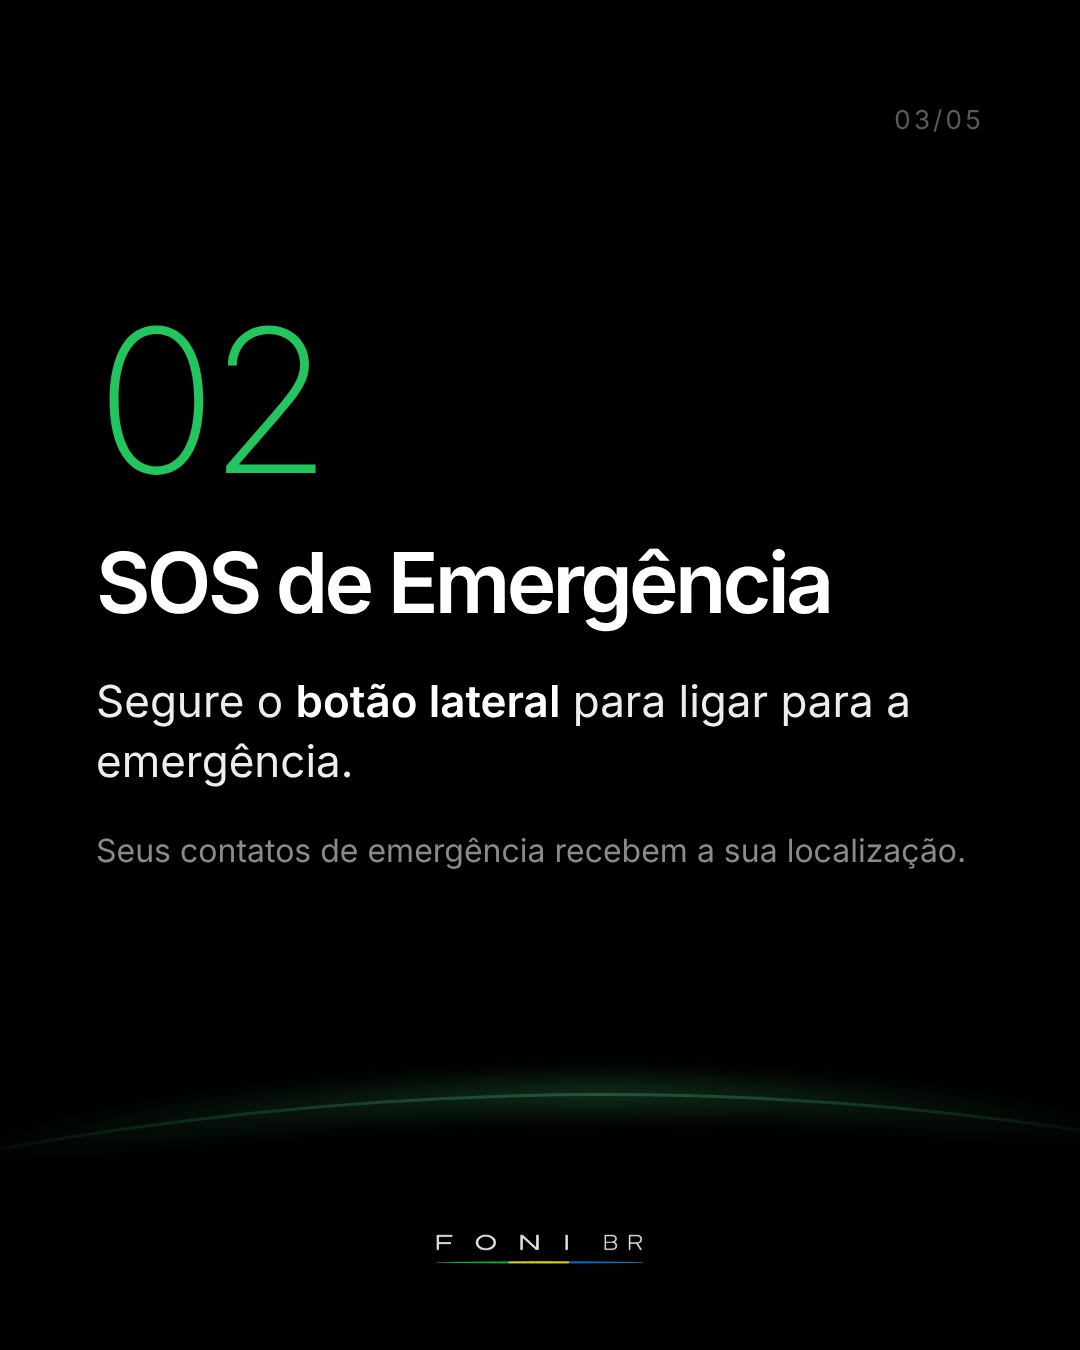 03/05
02
SOS de Emergência
Segure o botão lateral para ligar para a
emergência.
Seus contatos de emergência recebem a sua localização.
FONI BR